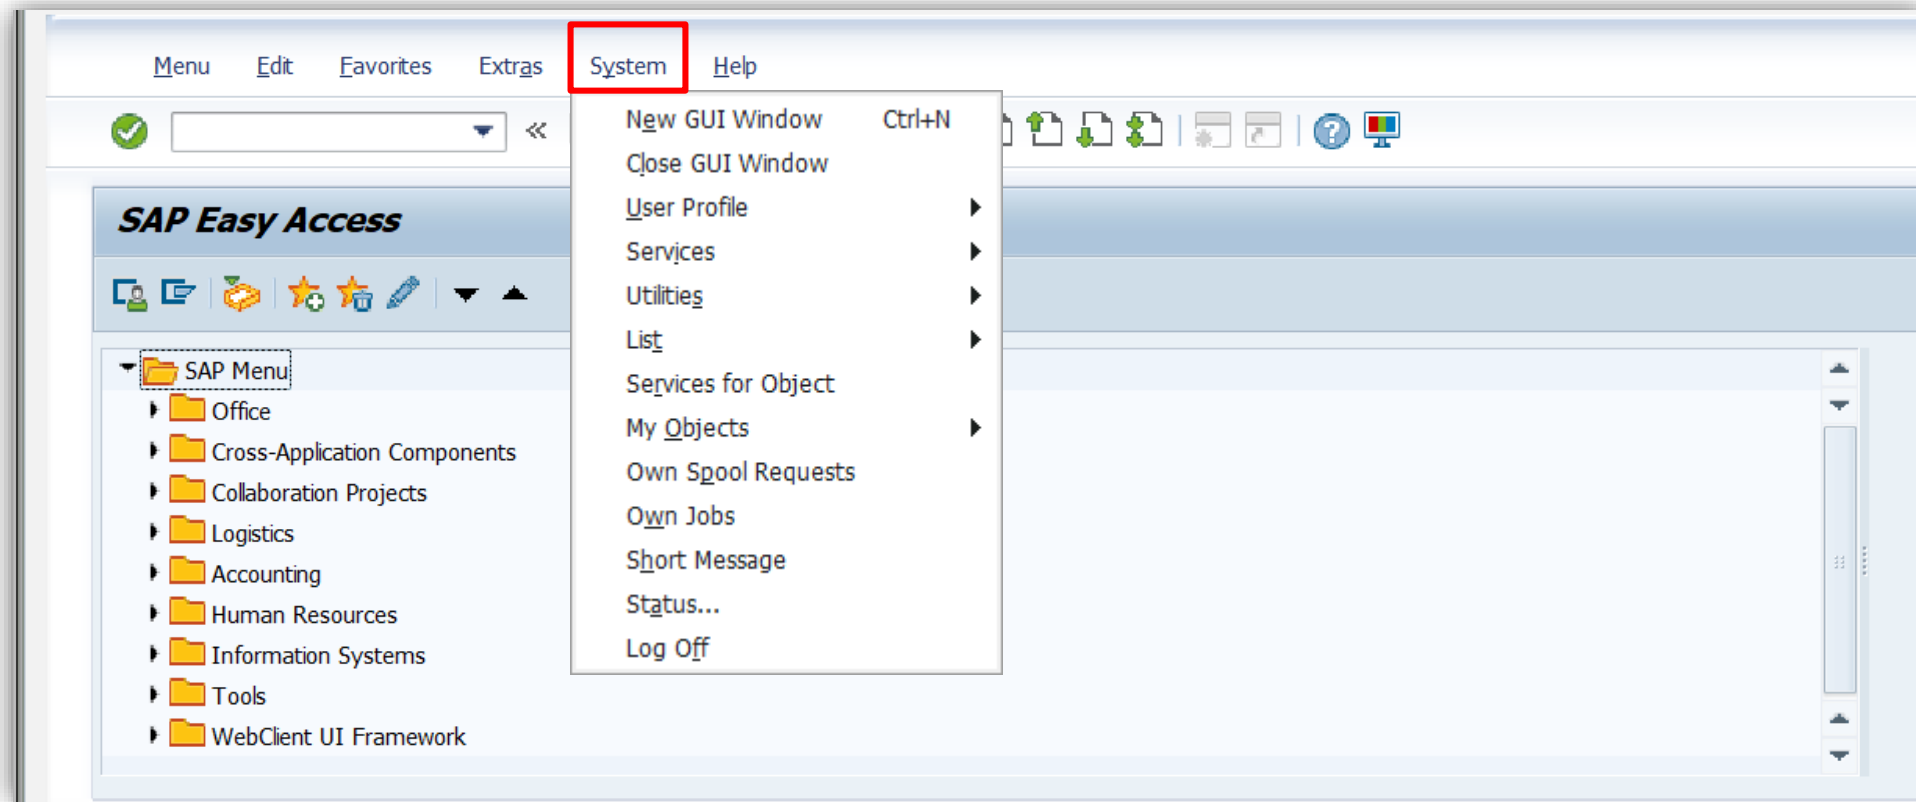 Menu Edit Favorites Extras System Help
New GUI Window Ctrl+N
Close GUI Window
User Profile
Services
Utilities
List
Services for Object
My Objects
Own Spool Requests
Own Jobs
Short Message
Status...
Log Off
SAP Easy Access
SAP Menu
Office
Cross-Application Components
Collaboration Projects
Logistics
Accounting
Human Resources
Information Systems
Tools
WebClient UI Framework